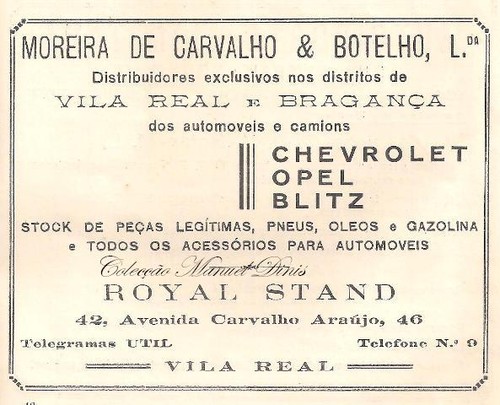 MOREIRA DE CARVALHO & BOTELHO, L.DA
Distribuidores exclusivos nos distritos de
VILA REAL E BRAGANÇA
dos automoveis e camions
CHEVROLET
OPEL
BLITZ
STOCK DE PEÇAS LEGÍTIMAS, PNEUS, OLEOS e GAZOLINA
e TODOS OS ACESSÓRIOS PARA AUTOMOVEIS
Colecção Manuel Dinis
ROYAL STAND
42, Avenida Carvalho Araújo, 46
Telegramas UTIL Telefone N.º 9
VILA REAL